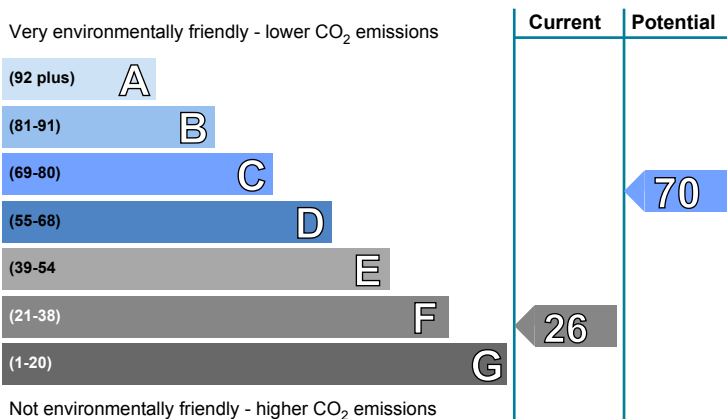 Very environmentally friendly - lower CO2 emissions
Current
Potential
(92 plus) A
(81-91) B
(69-80) C
70
(55-68) D
(39-54 E
(21-38) F
26
(1-20) G
Not environmentally friendly - higher CO2 emissions